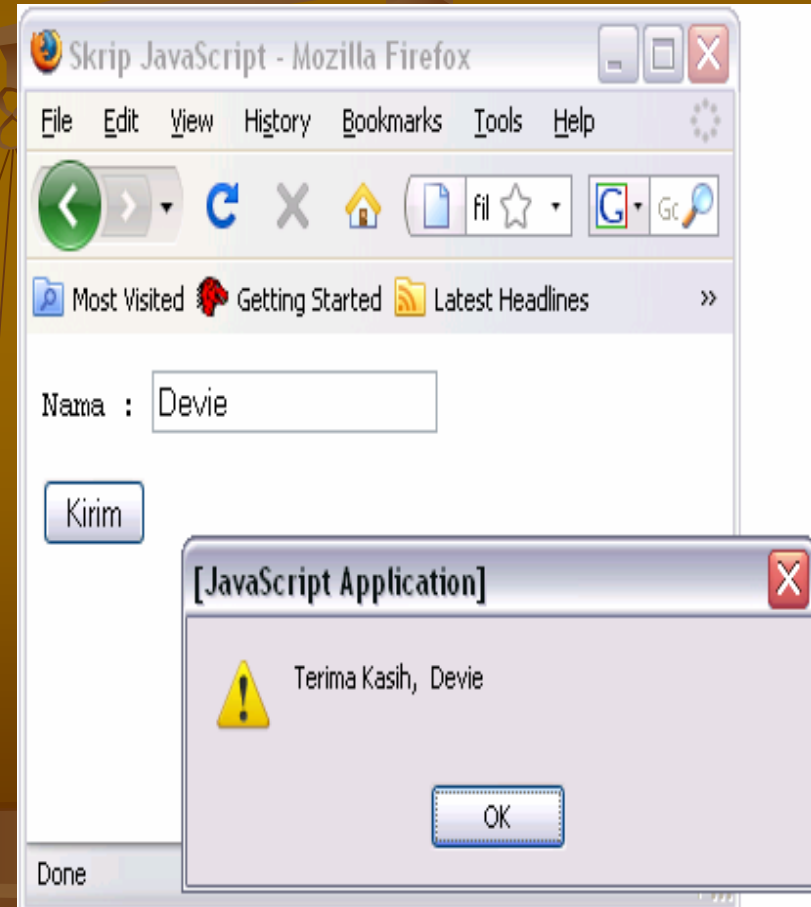 Skrip JavaScript - Mozilla Firefox
File Edit View History Bookmarks Tools Help
fil G Go
Most Visited Getting Started Latest Headlines »
Nama : Devie
Kirim
[JavaScript Application]
Terima Kasih, Devie
OK
Done